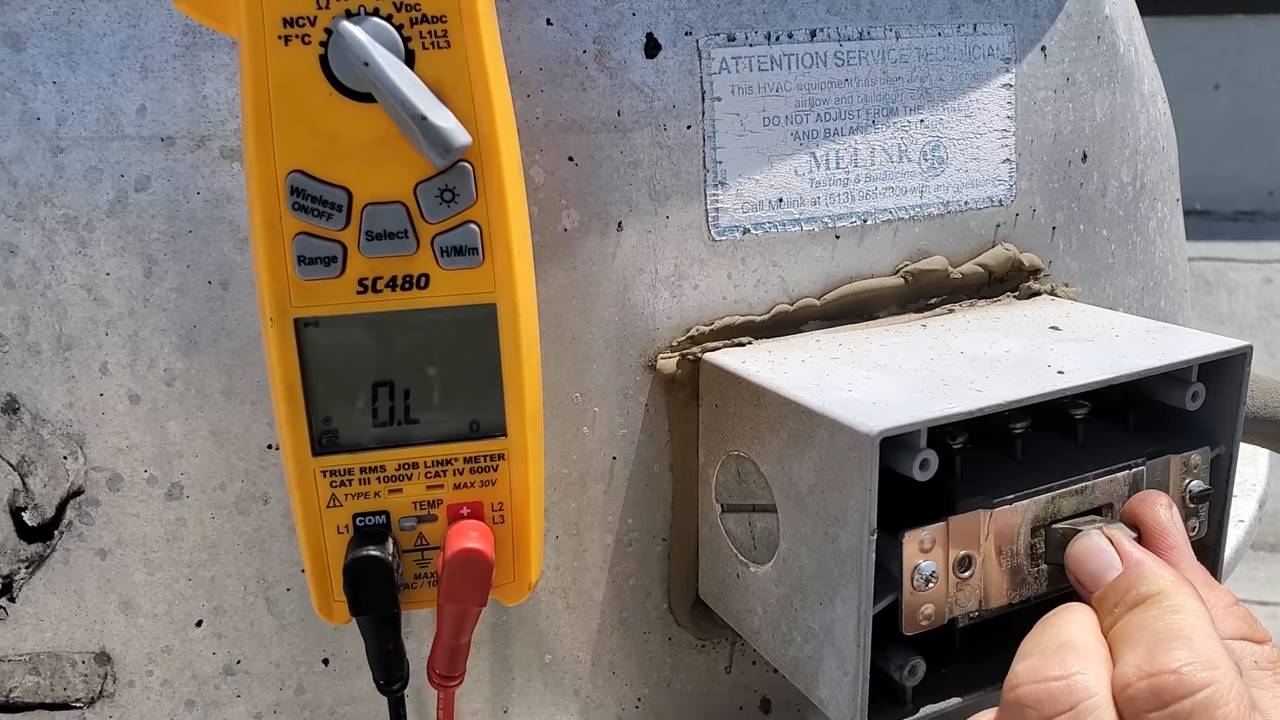 Ω
VDC
NCV
µADC
°F°C
L1L2
L1L3
Wireless
ON/OFF
Select
Range
H/M/m
SC480
0.L
Ω
TRUE RMS JOB LINK® METER
CAT III 1000V / CAT IV 600V
TYPE K
MAX 30V
TEMP
L1
COM
+
L2
L3
MAX
ATTENTION SERVICE TECHNICIAN
This HVAC equipment has been
airflow and building
DO NOT ADJUST FROM THE
AND BALANCED
MELINK
Testing & Balancing
Call Melink at (513) 965-7300 with any questions